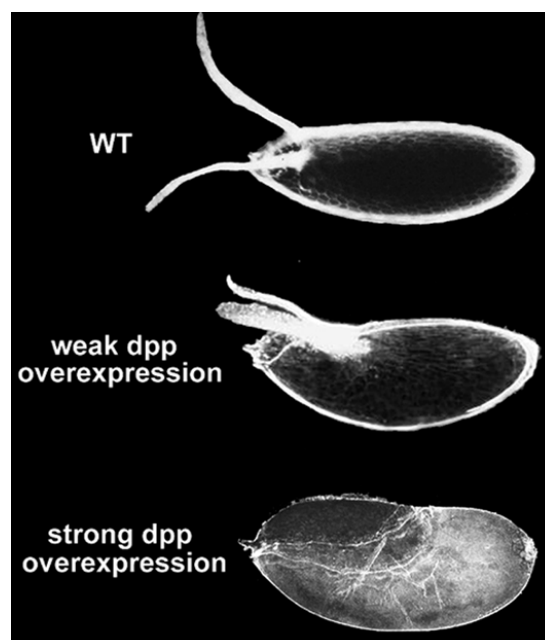 WT
weak dpp
overexpression
strong dpp
overexpression